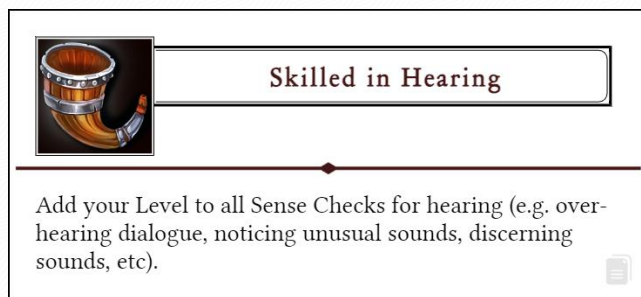 Skilled in Hearing
Add your Level to all Sense Checks for hearing (e.g. over-
hearing dialogue, noticing unusual sounds, discerning
sounds, etc).